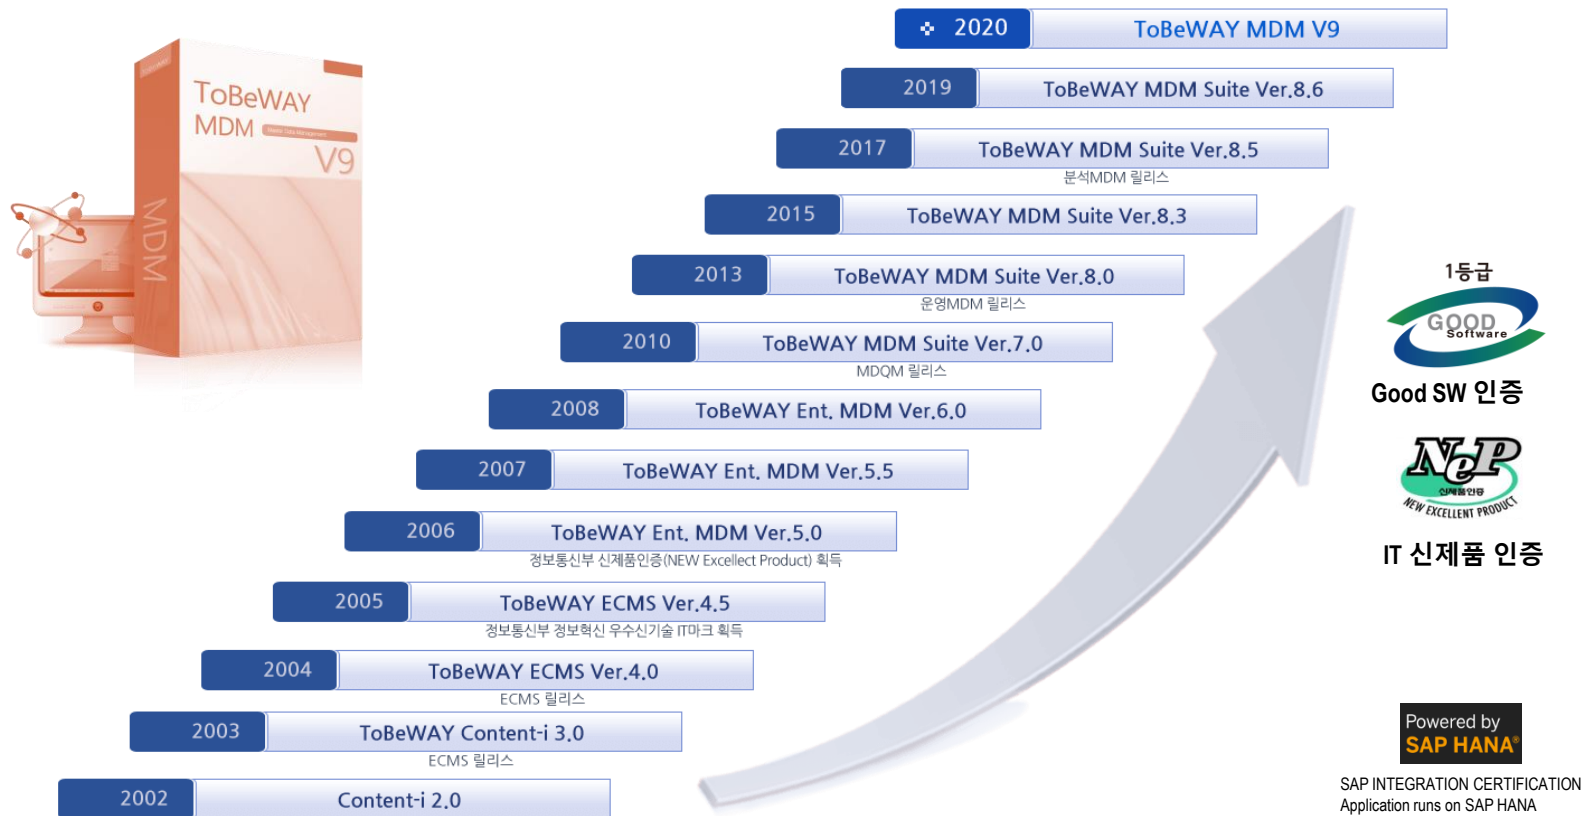 ToBeWAY
MDM
Master Data Management
V9
MDM
2020 ToBeWAY MDM V9
2019 ToBeWAY MDM Suite Ver.8.6
2017 ToBeWAY MDM Suite Ver.8.5
분석MDM 릴리스
2015 ToBeWAY MDM Suite Ver.8.3
2013 ToBeWAY MDM Suite Ver.8.0
운영MDM 릴리스
2010 ToBeWAY MDM Suite Ver.7.0
MDQM 릴리스
2008 ToBeWAY Ent. MDM Ver.6.0
2007 ToBeWAY Ent. MDM Ver.5.5
2006 ToBeWAY Ent. MDM Ver.5.0
정보통신부 신제품인증(NEW Excellect Product) 획득
2005 ToBeWAY ECMS Ver.4.5
정보통신부 정보혁신 우수신기술 IT마크 획득
2004 ToBeWAY ECMS Ver.4.0
ECMS 릴리스
2003 ToBeWAY Content-i 3.0
ECMS 릴리스
2002 Content-i 2.0
1등급
GOOD
Software
Good SW 인증
NeP
신제품인증
NEW EXCELLENT PRODUCT
IT 신제품 인증
Powered by
SAP HANA®
SAP INTEGRATION CERTIFICATION
Application runs on SAP HANA